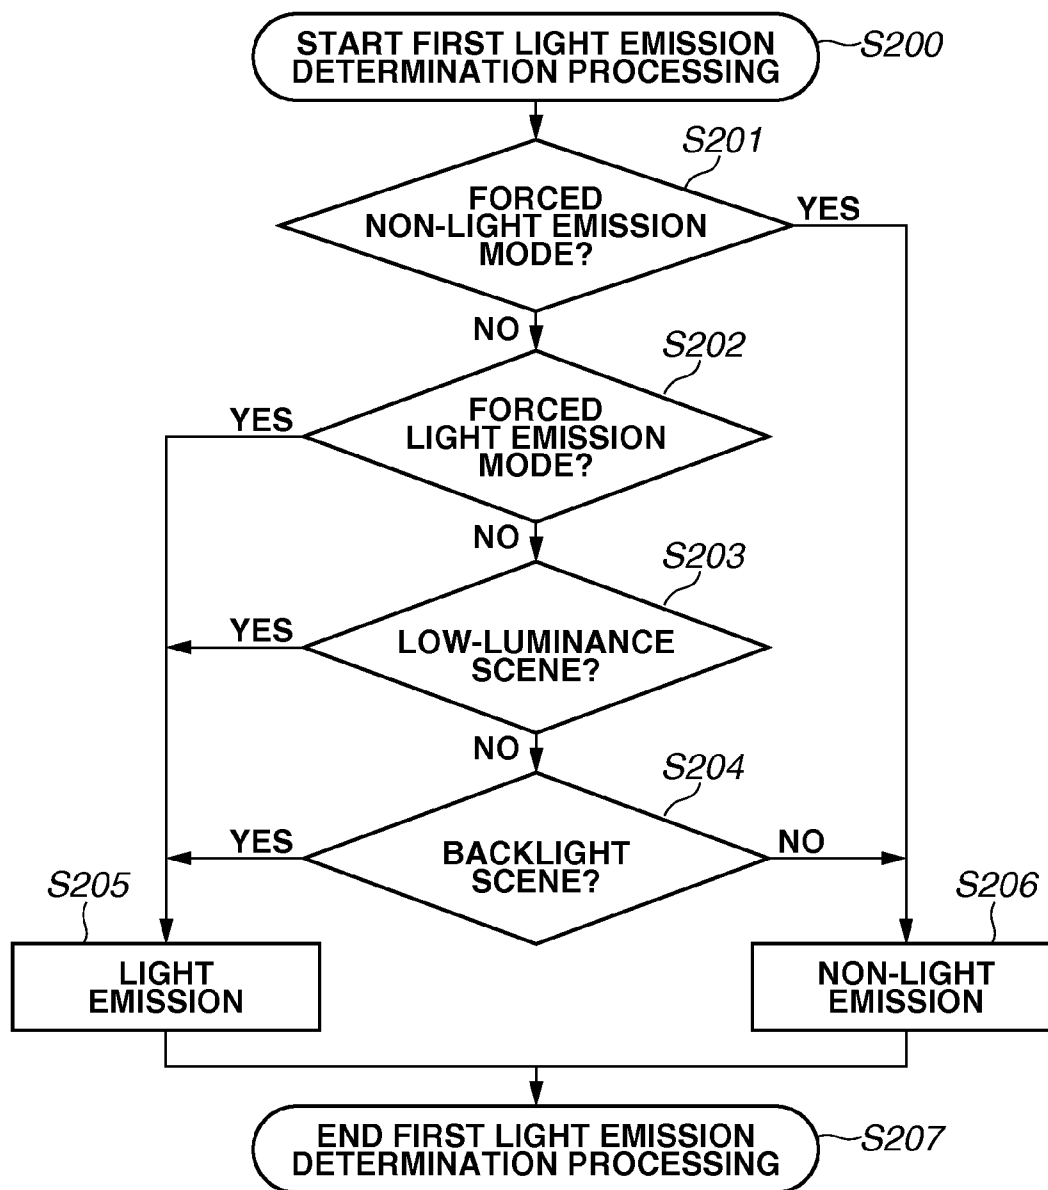 START FIRST LIGHT EMISSION
DETERMINATION PROCESSING
S200
S201
FORCED
NON-LIGHT EMISSION
MODE?
YES
NO
S202
FORCED
LIGHT EMISSION
MODE?
YES
NO
S203
LOW-LUMINANCE
SCENE?
YES
NO
S204
BACKLIGHT
SCENE?
YES
NO
S205
LIGHT
EMISSION
S206
NON-LIGHT
EMISSION
END FIRST LIGHT EMISSION
DETERMINATION PROCESSING
S207